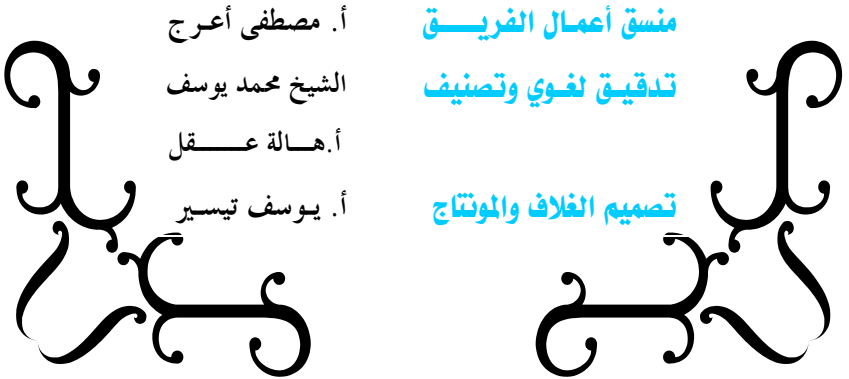 منسق أعمال الفريق أ. مصطفى أعرج
تدقيق لغوي وتصنيف الشيخ محمد يوسف
أ.هالة عقل
تصميم الغلاف والمونتاج أ. يوسف تيسير